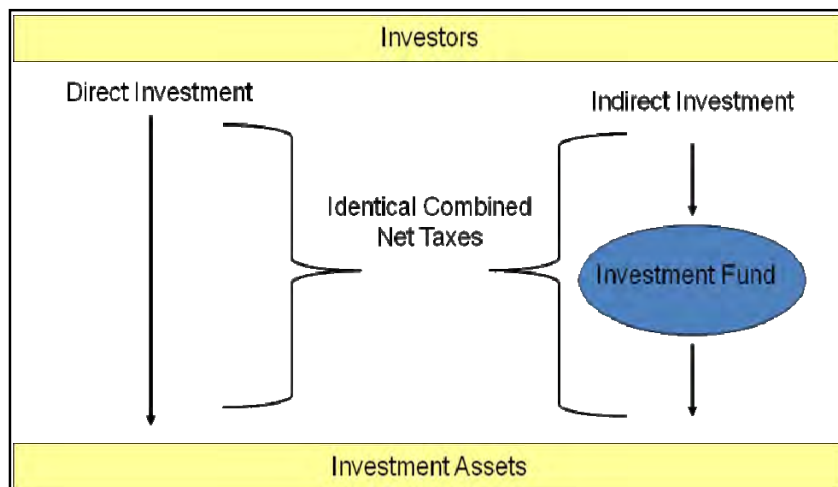 Investors
Direct Investment
Indirect Investment
Identical Combined
Net Taxes
Investment Fund
Investment Assets